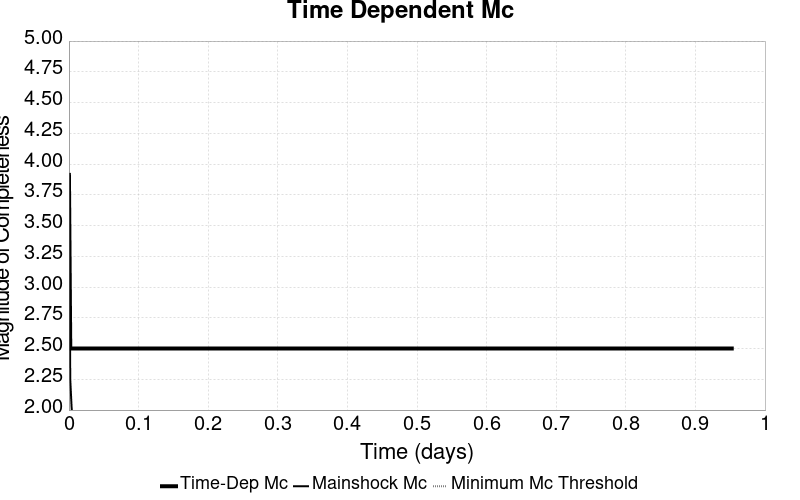 Time Dependent Mc
5.00
4.75
4.50
4.25
4.00
3.75
3.50
3.25
3.00
2.75
2.50
2.25
2.00
Magnitude of Completeness
0 0.1 0.2 0.3 0.4 0.5 0.6 0.7 0.8 0.9 1
Time (days)
Time-Dep Mc Mainshock Mc Minimum Mc Threshold